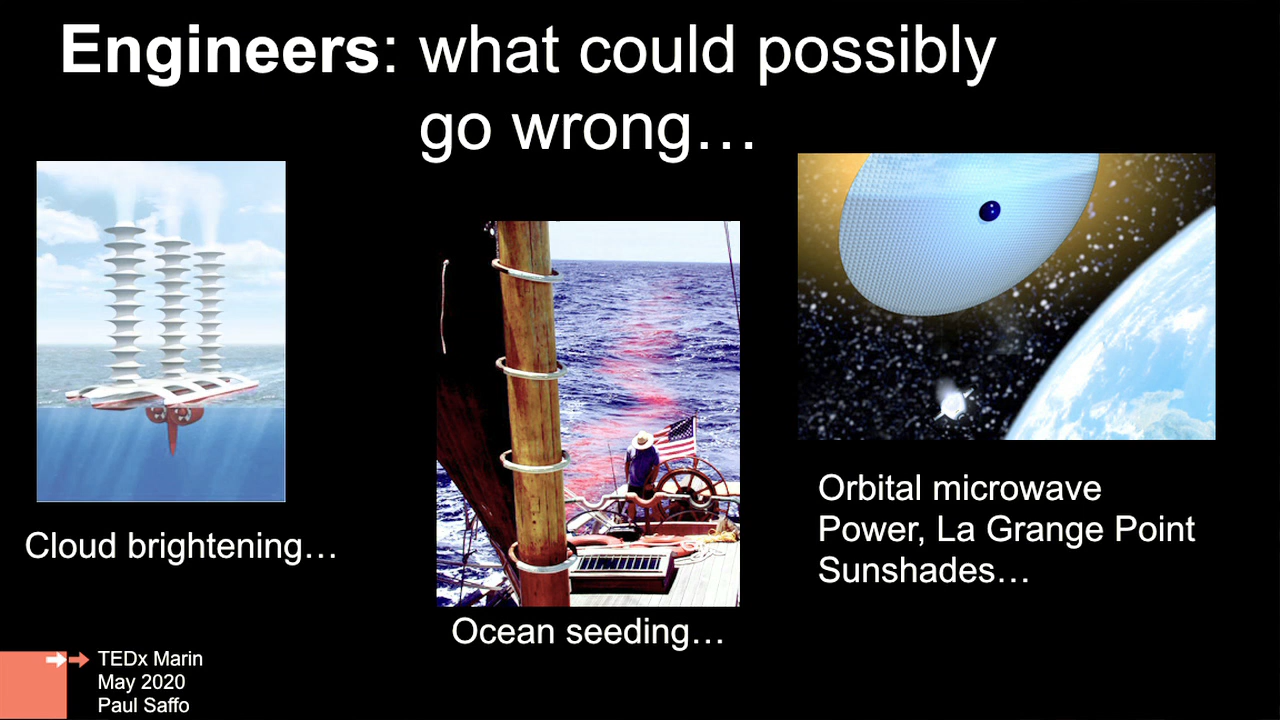 Engineers: what could possibly
go wrong…
Cloud brightening…
Ocean seeding…
Orbital microwave
Power, La Grange Point
Sunshades…
TEDx Marin
May 2020
Paul Saffo